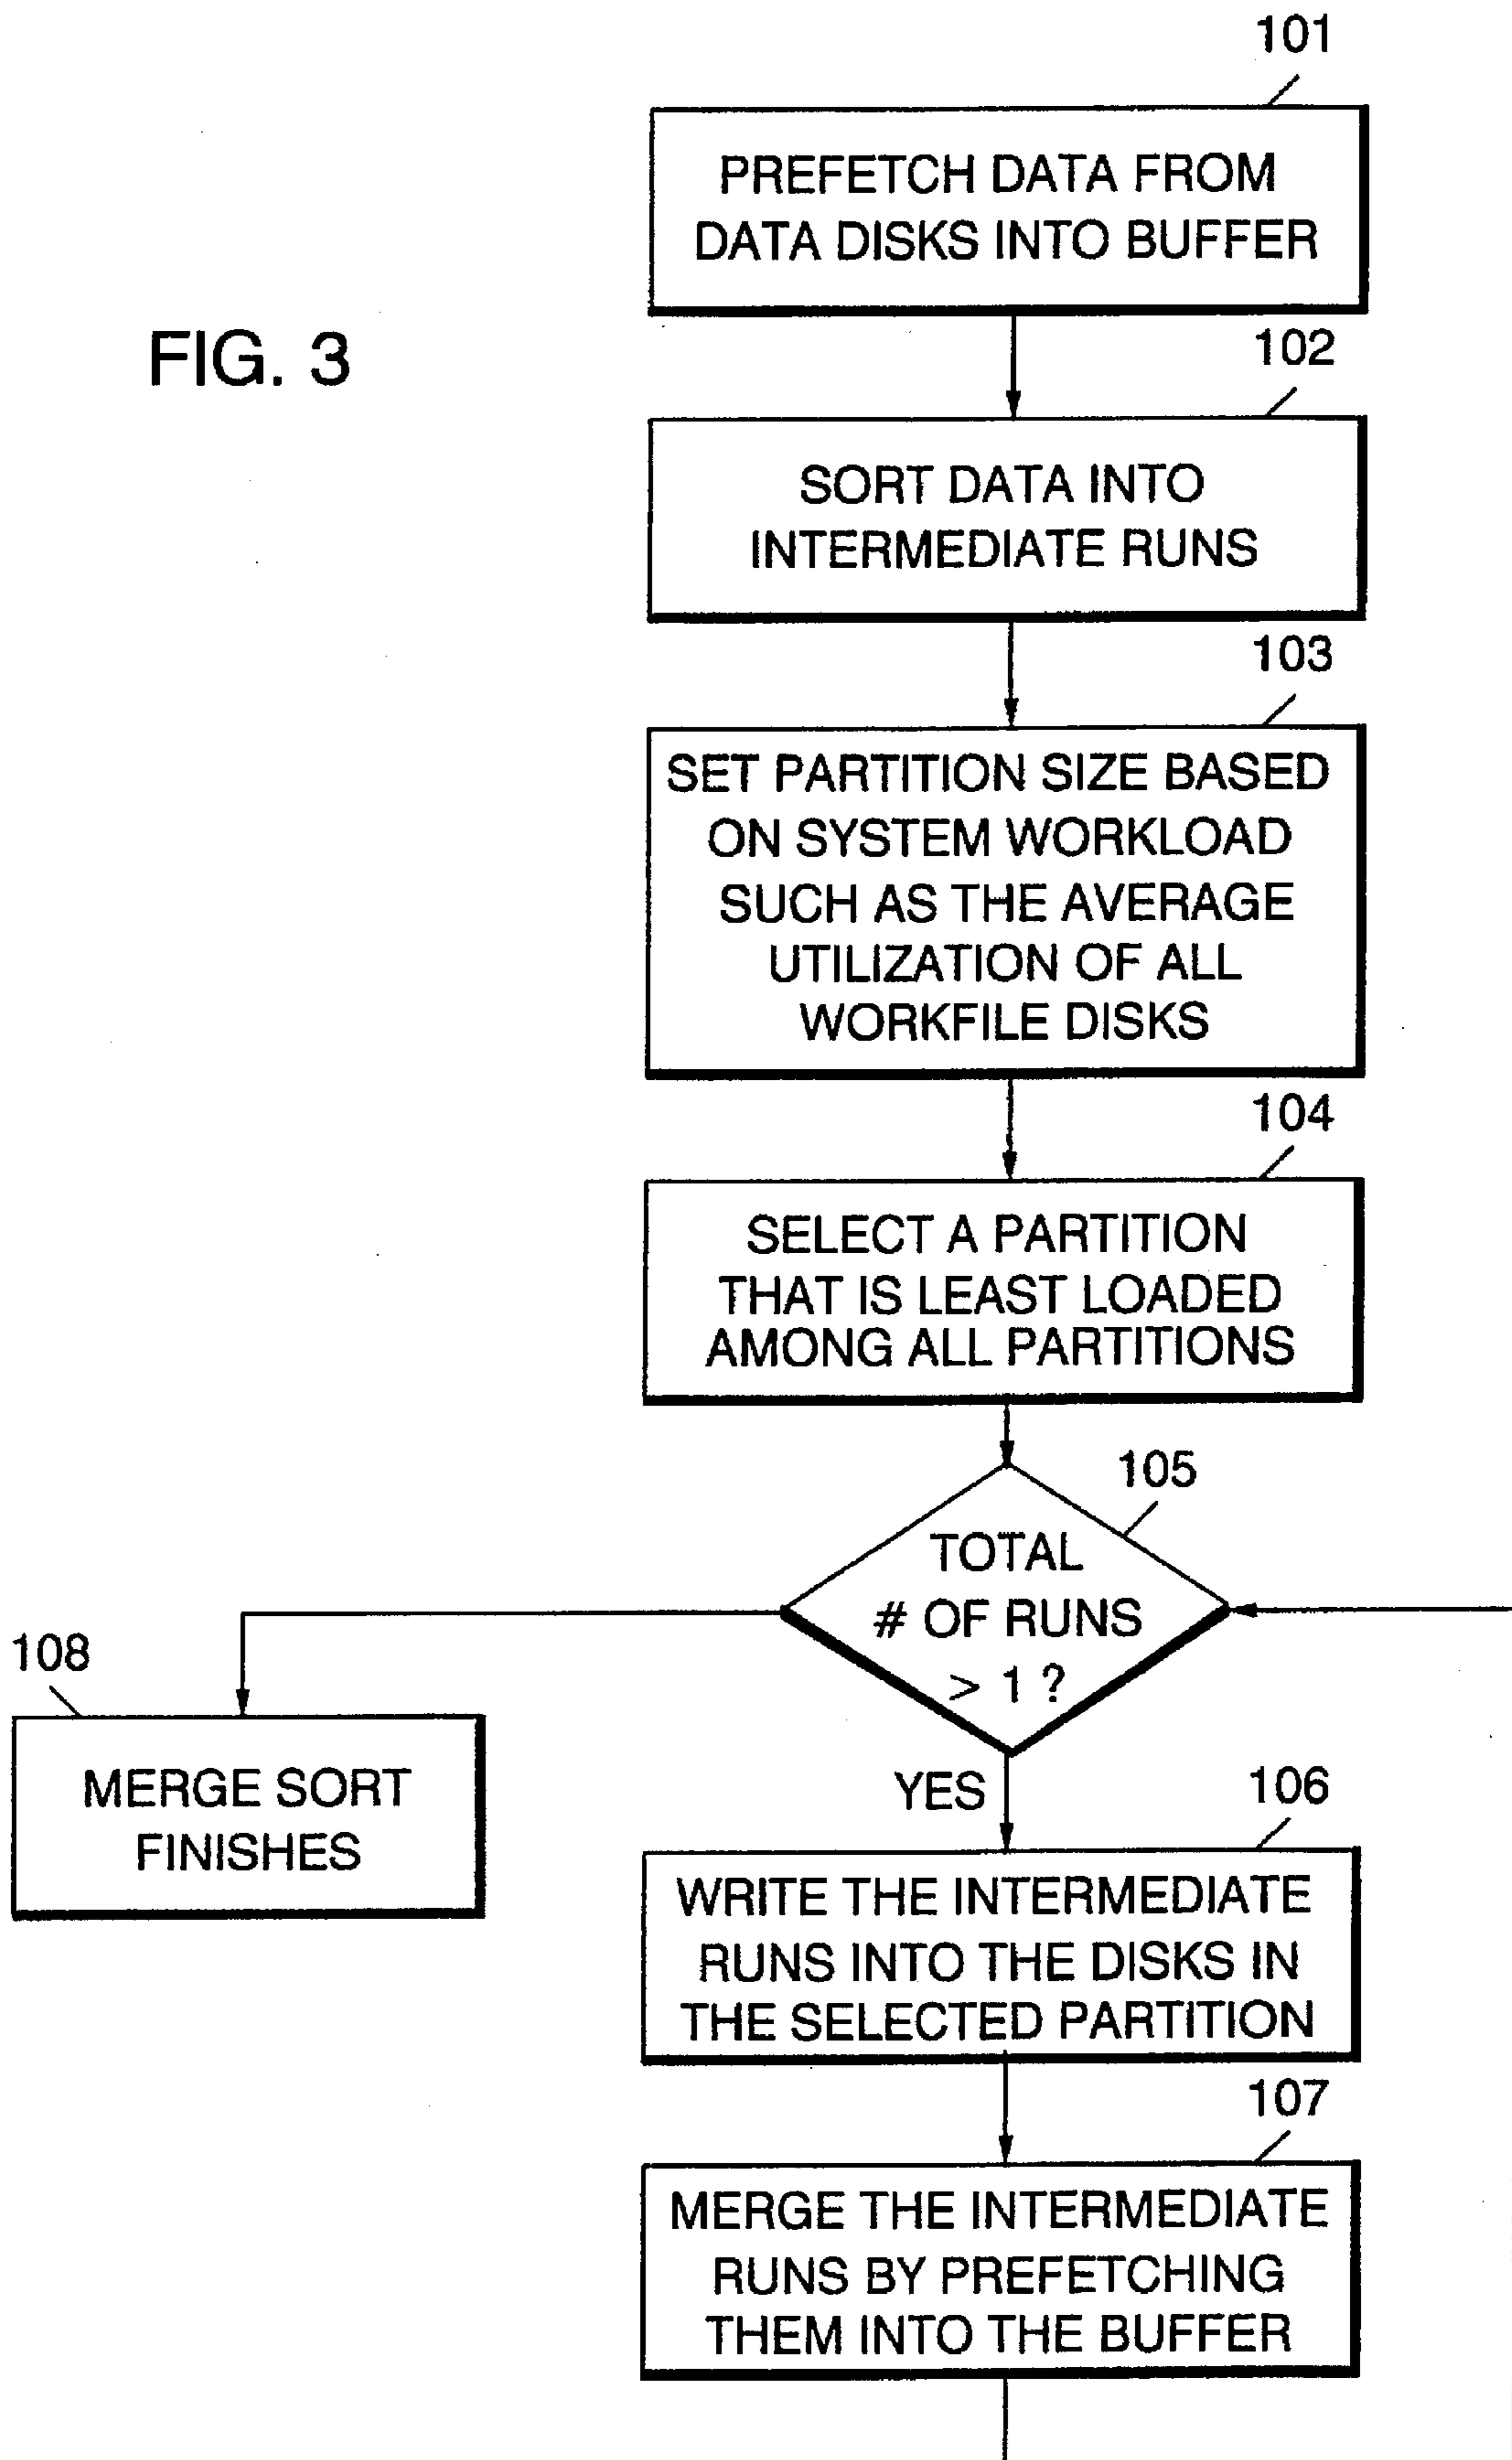 101
PREFETCH DATA FROM
DATA DISKS INTO BUFFER
FIG. 3
102
SORT DATA INTO
INTERMEDIATE RUNS
103
SET PARTITION SIZE BASED
ON SYSTEM WORKLOAD
SUCH AS THE AVERAGE
UTILIZATION OF ALL
WORKFILE DISKS
104
SELECT A PARTITION
THAT IS LEAST LOADED
AMONG ALL PARTITIONS
105
TOTAL
# OF RUNS
> 1 ?
108
MERGE SORT
FINISHES
YES
106
WRITE THE INTERMEDIATE
RUNS INTO THE DISKS IN
THE SELECTED PARTITION
107
MERGE THE INTERMEDIATE
RUNS BY PREFETCHING
THEM INTO THE BUFFER